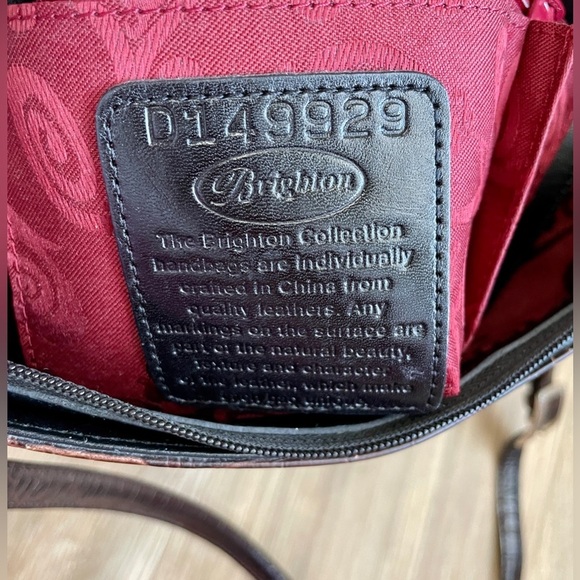 D149929
Brighton
The Brighton Collection
handbags are individually
crafted in China from
quality leathers. Any
markings on the surface are
part of the natural beauty,
texture and character
of the leather, which make